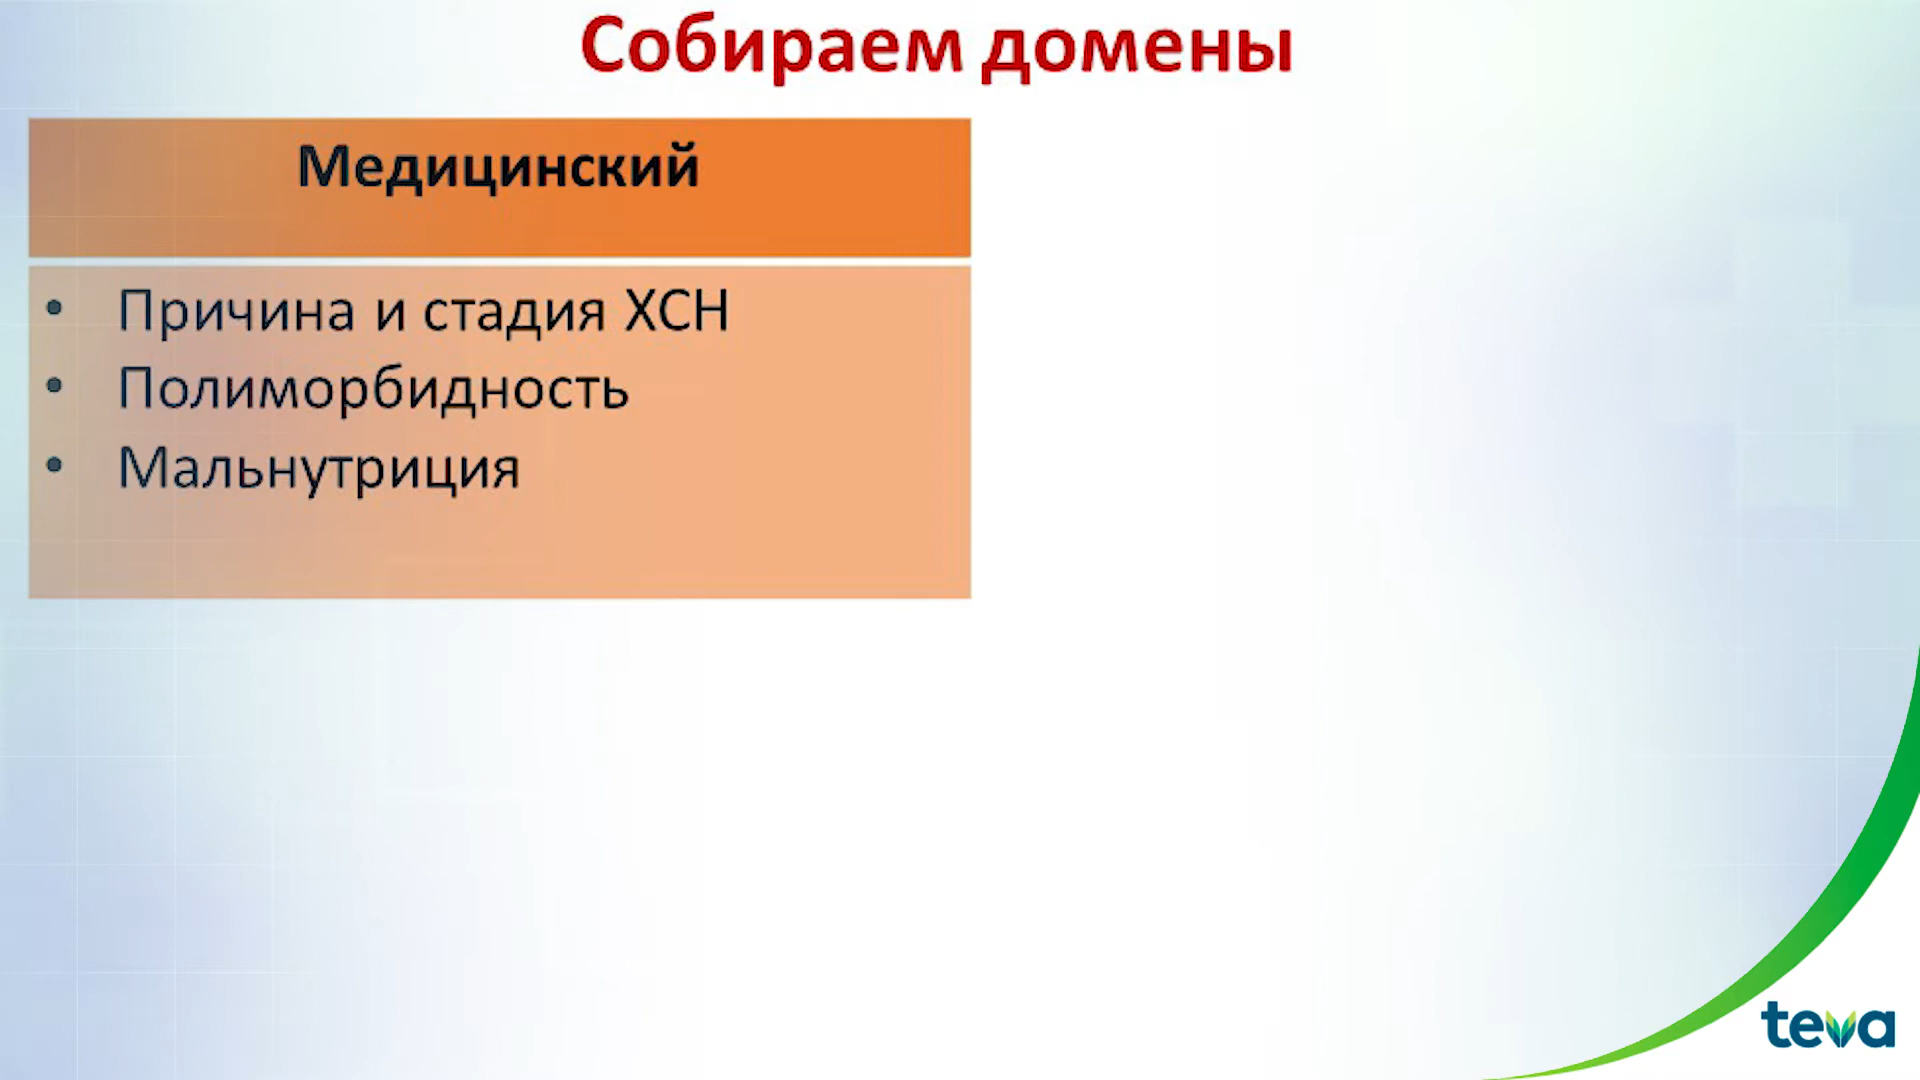 Собираем домены
Медицинский
• Причина и стадия ХСН
• Полиморбидность
• Мальнутриция
teva